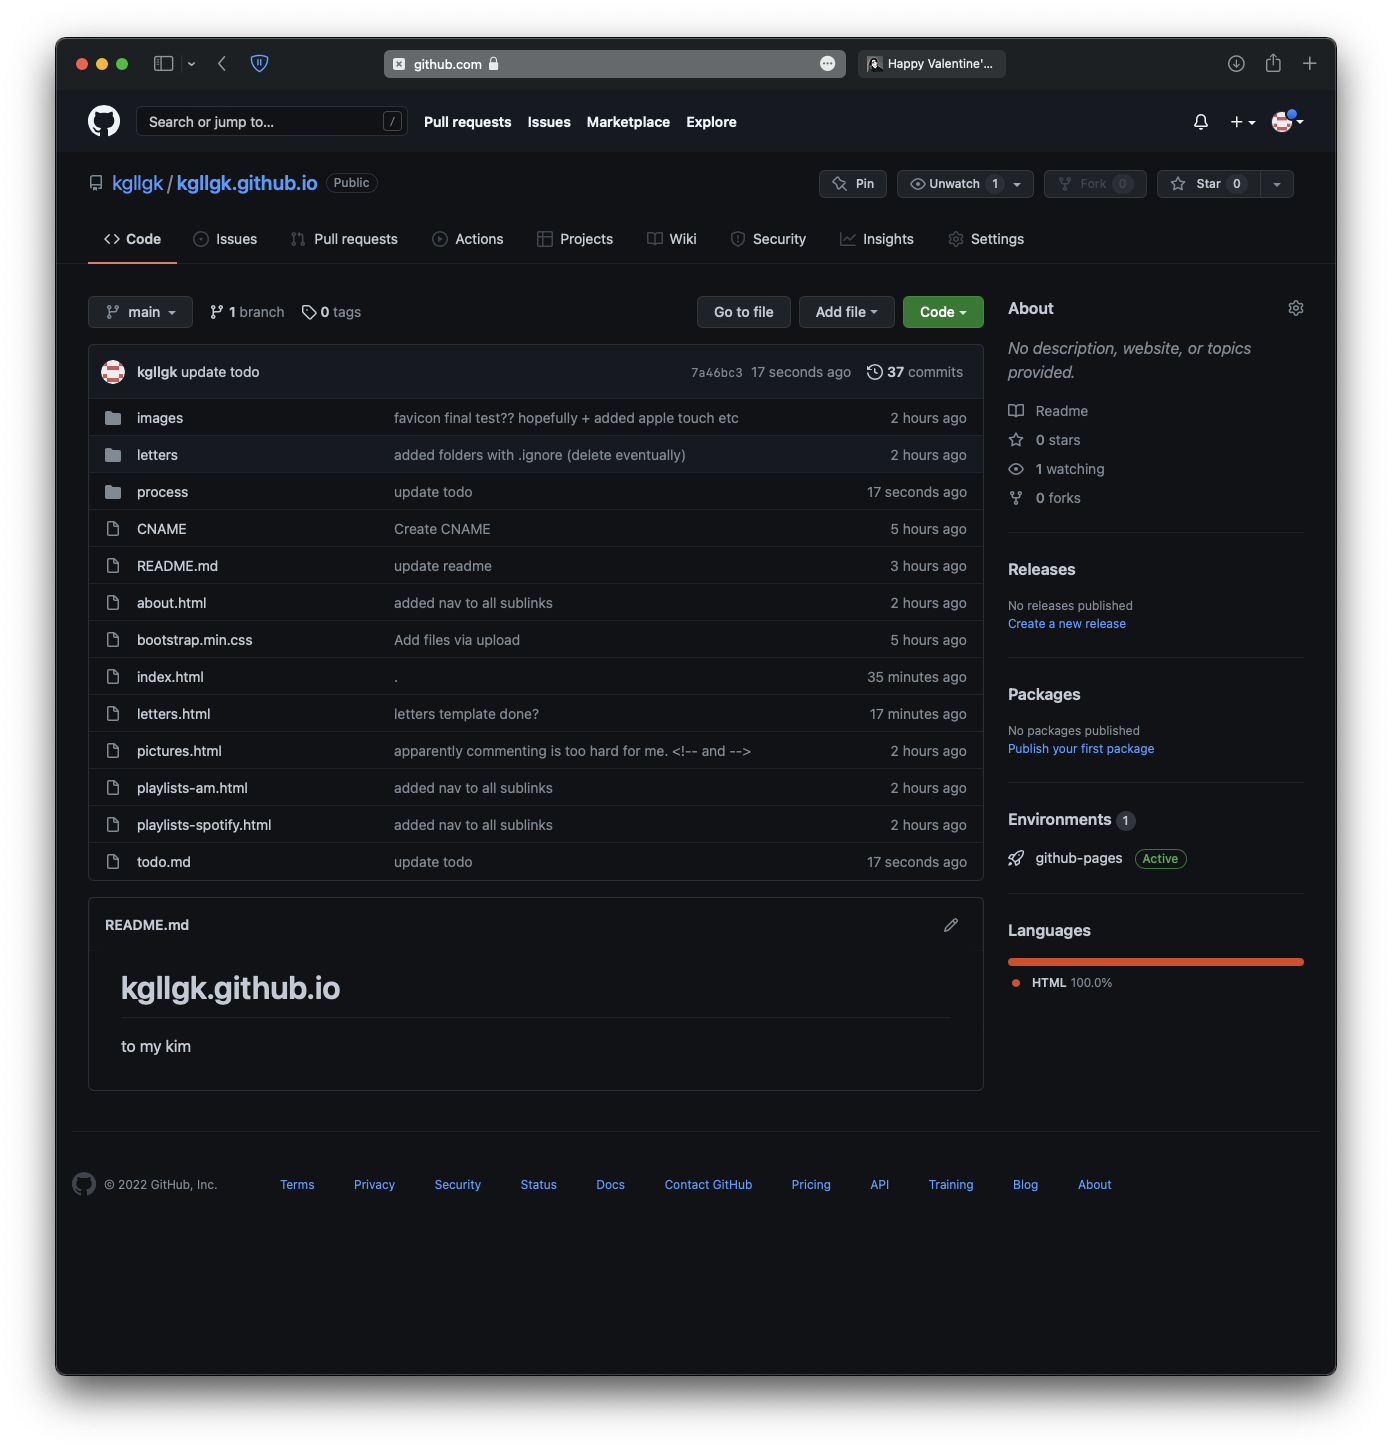 github.com
Happy Valentine'...
Search or jump to... /
Pull requests Issues Marketplace Explore
kgllgk / kgllgk.github.io Public
Pin Unwatch 1 Fork 0 Star 0
Code Issues Pull requests Actions Projects Wiki Security Insights Settings
main 1 branch 0 tags Go to file Add file Code
kgllgk update todo 7a46bc3 17 seconds ago 37 commits
images favicon final test?? hopefully + added apple touch etc 2 hours ago
letters added folders with .ignore (delete eventually) 2 hours ago
process update todo 17 seconds ago
CNAME Create CNAME 5 hours ago
README.md update readme 3 hours ago
about.html added nav to all sublinks 2 hours ago
bootstrap.min.css Add files via upload 5 hours ago
index.html . 35 minutes ago
letters.html letters template done? 17 minutes ago
pictures.html apparently commenting is too hard for me. <!-- and --> 2 hours ago
playlists-am.html added nav to all sublinks 2 hours ago
playlists-spotify.html added nav to all sublinks 2 hours ago
todo.md update todo 17 seconds ago
README.md
kgllgk.github.io
to my kim
About
No description, website, or topics
provided.
Readme
0 stars
1 watching
0 forks
Releases
No releases published
Create a new release
Packages
No packages published
Publish your first package
Environments 1
github-pages Active
Languages
HTML 100.0%
© 2022 GitHub, Inc. Terms Privacy Security Status Docs Contact GitHub Pricing API Training Blog About